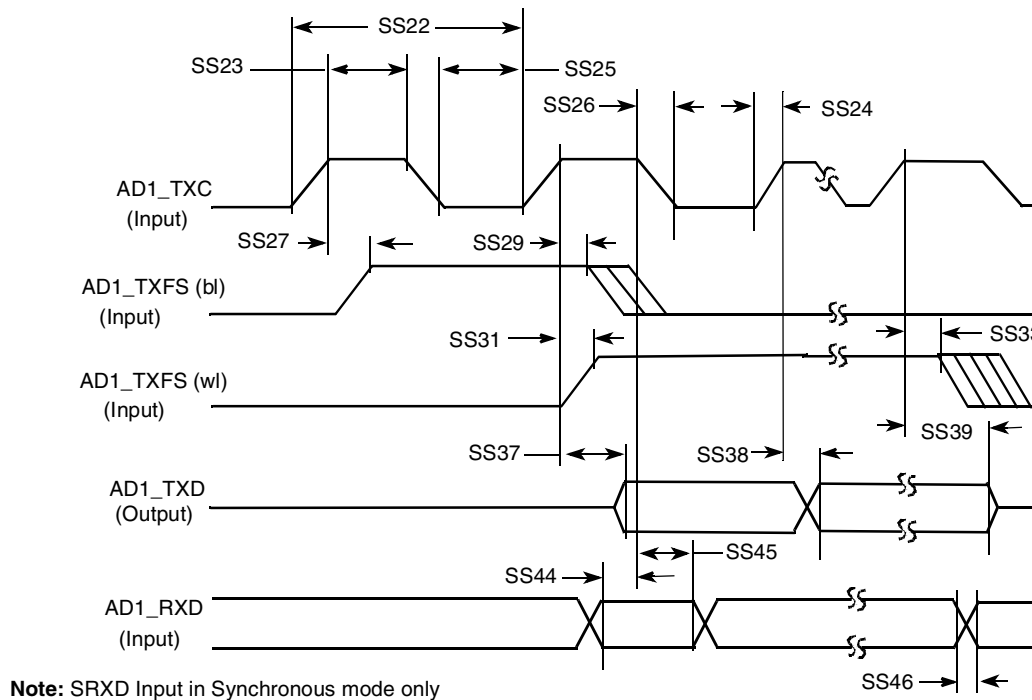 SS22
SS23
SS25
SS26
SS24
AD1_TXC
(Input)
SS27
SS29
AD1_TXFS (bl)
(Input)
SS31
SS33
AD1_TXFS (wl)
(Input)
SS39
SS37
SS38
AD1_TXD
(Output)
SS45
SS44
AD1_RXD
(Input)
SS46
Note: SRXD Input in Synchronous mode only